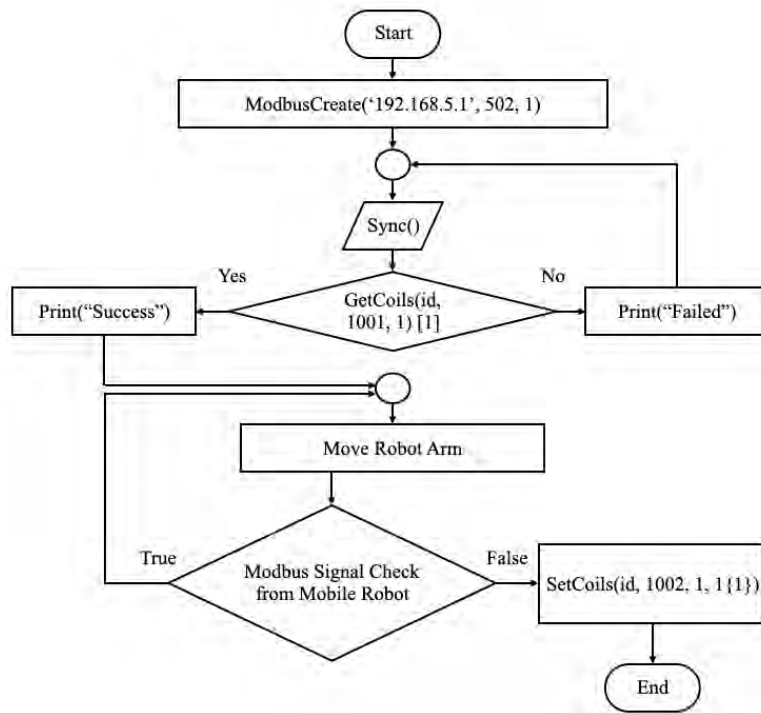 Start
ModbusCreate(‘192.168.5.1’, 502, 1)
Sync()
Yes
No
Print(“Success”)
GetCoils(id,
1001, 1) [1]
Print(“Failed”)
Move Robot Arm
True
False
Modbus Signal Check
from Mobile Robot
SetCoils(id, 1002, 1, 1{1})
End